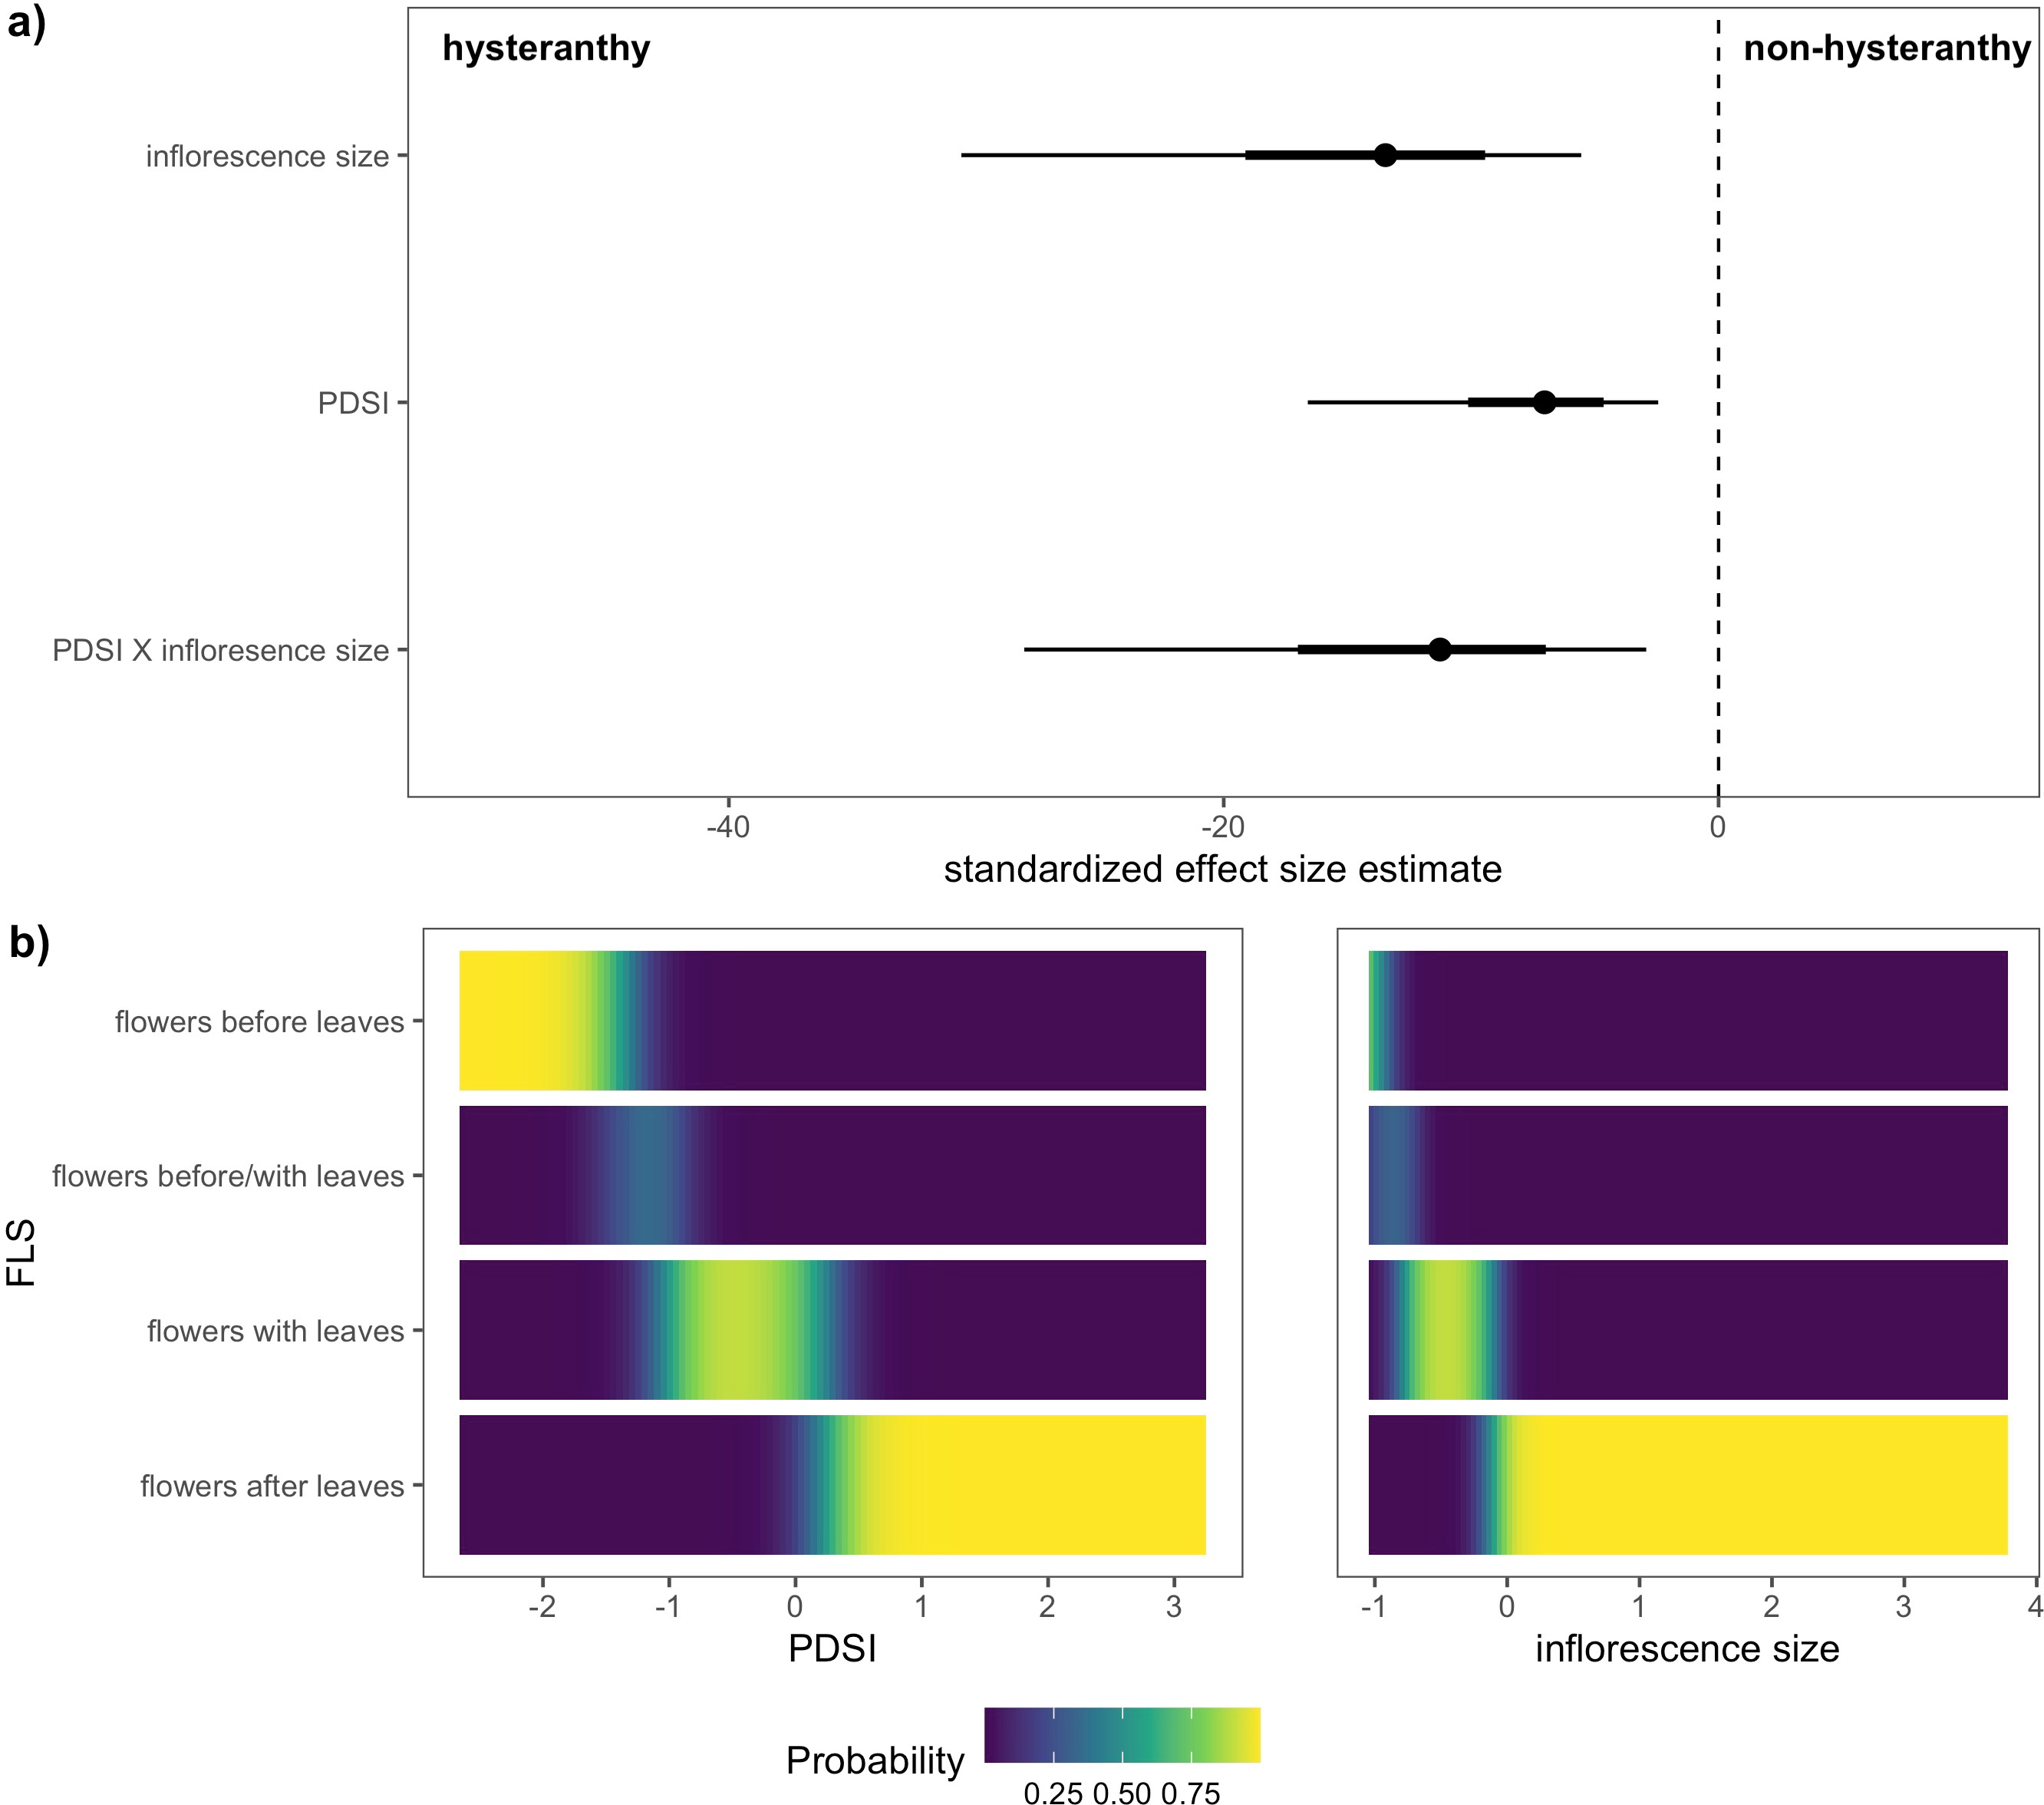 a)
hysteranthy
non-hysteranthy
inflorescence size
PDSI
PDSI X infloresence size
-40 -20 0
standardized effect size estimate
b)
FLS
flowers before leaves
flowers before/with leaves
flowers with leaves
flowers after leaves
-2 -1 0 1 2 3
PDSI
-1 0 1 2 3 4
inflorescence size
Probability
0.25 0.50 0.75